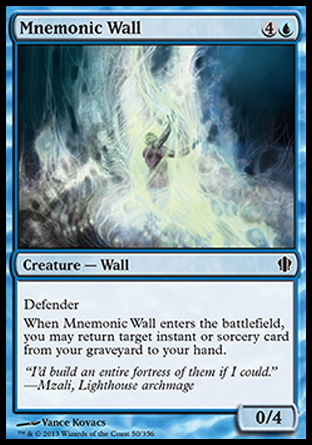 Mnemonic Wall 4
Creature — Wall
Defender
When Mnemonic Wall enters the battlefield,
you may return target instant or sorcery card
from your graveyard to your hand.
"I'd build an entire fortress of them if I could."
—Mzali, Lighthouse archmage
Vance Kovacs
™ & © 2013 Wizards of the Coast 50/356
0/4